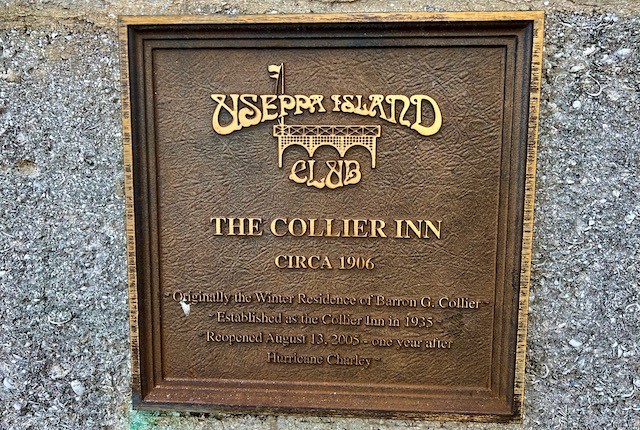 USEPPA ISLAND
CLUB
THE COLLIER INN
CIRCA 1906
~ Originally the Winter Residence of Barron G. Collier ~
~ Established as the Collier Inn in 1935 ~
Reopened August 13, 2005 - one year after
Hurricane Charley ~